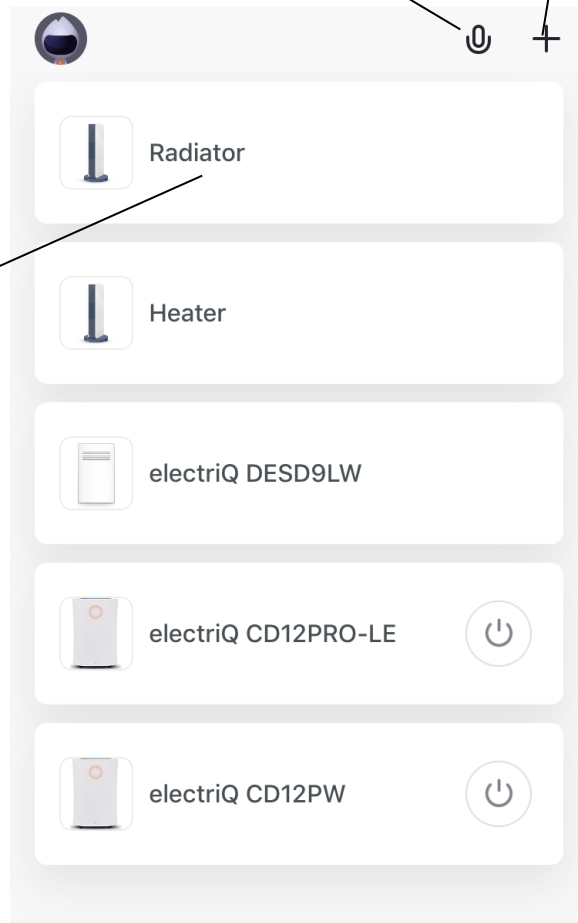 Radiator
Heater
electriQ DESD9LW
electriQ CD12PRO-LE
electriQ CD12PW